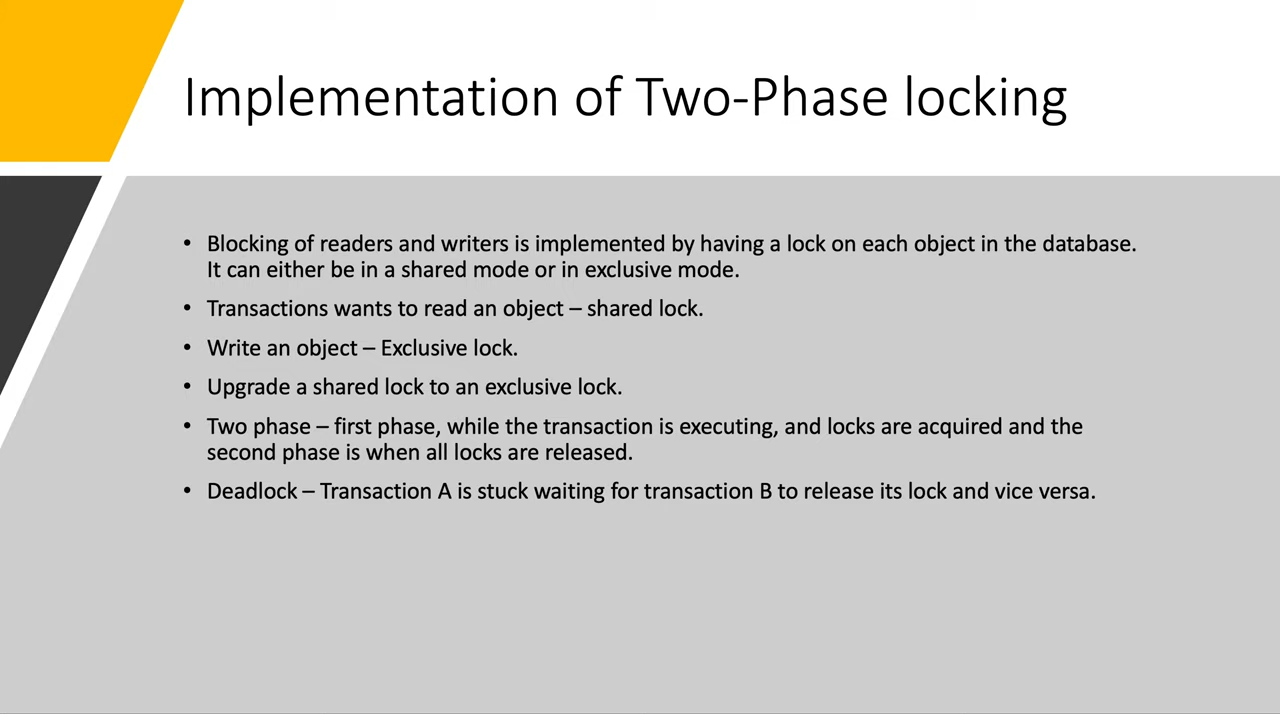 Implementation of Two-Phase locking
• Blocking of readers and writers is implemented by having a lock on each object in the database.
It can either be in a shared mode or in exclusive mode.
• Transactions wants to read an object – shared lock.
• Write an object – Exclusive lock.
• Upgrade a shared lock to an exclusive lock.
• Two phase – first phase, while the transaction is executing, and locks are acquired and the
second phase is when all locks are released.
• Deadlock – Transaction A is stuck waiting for transaction B to release its lock and vice versa.